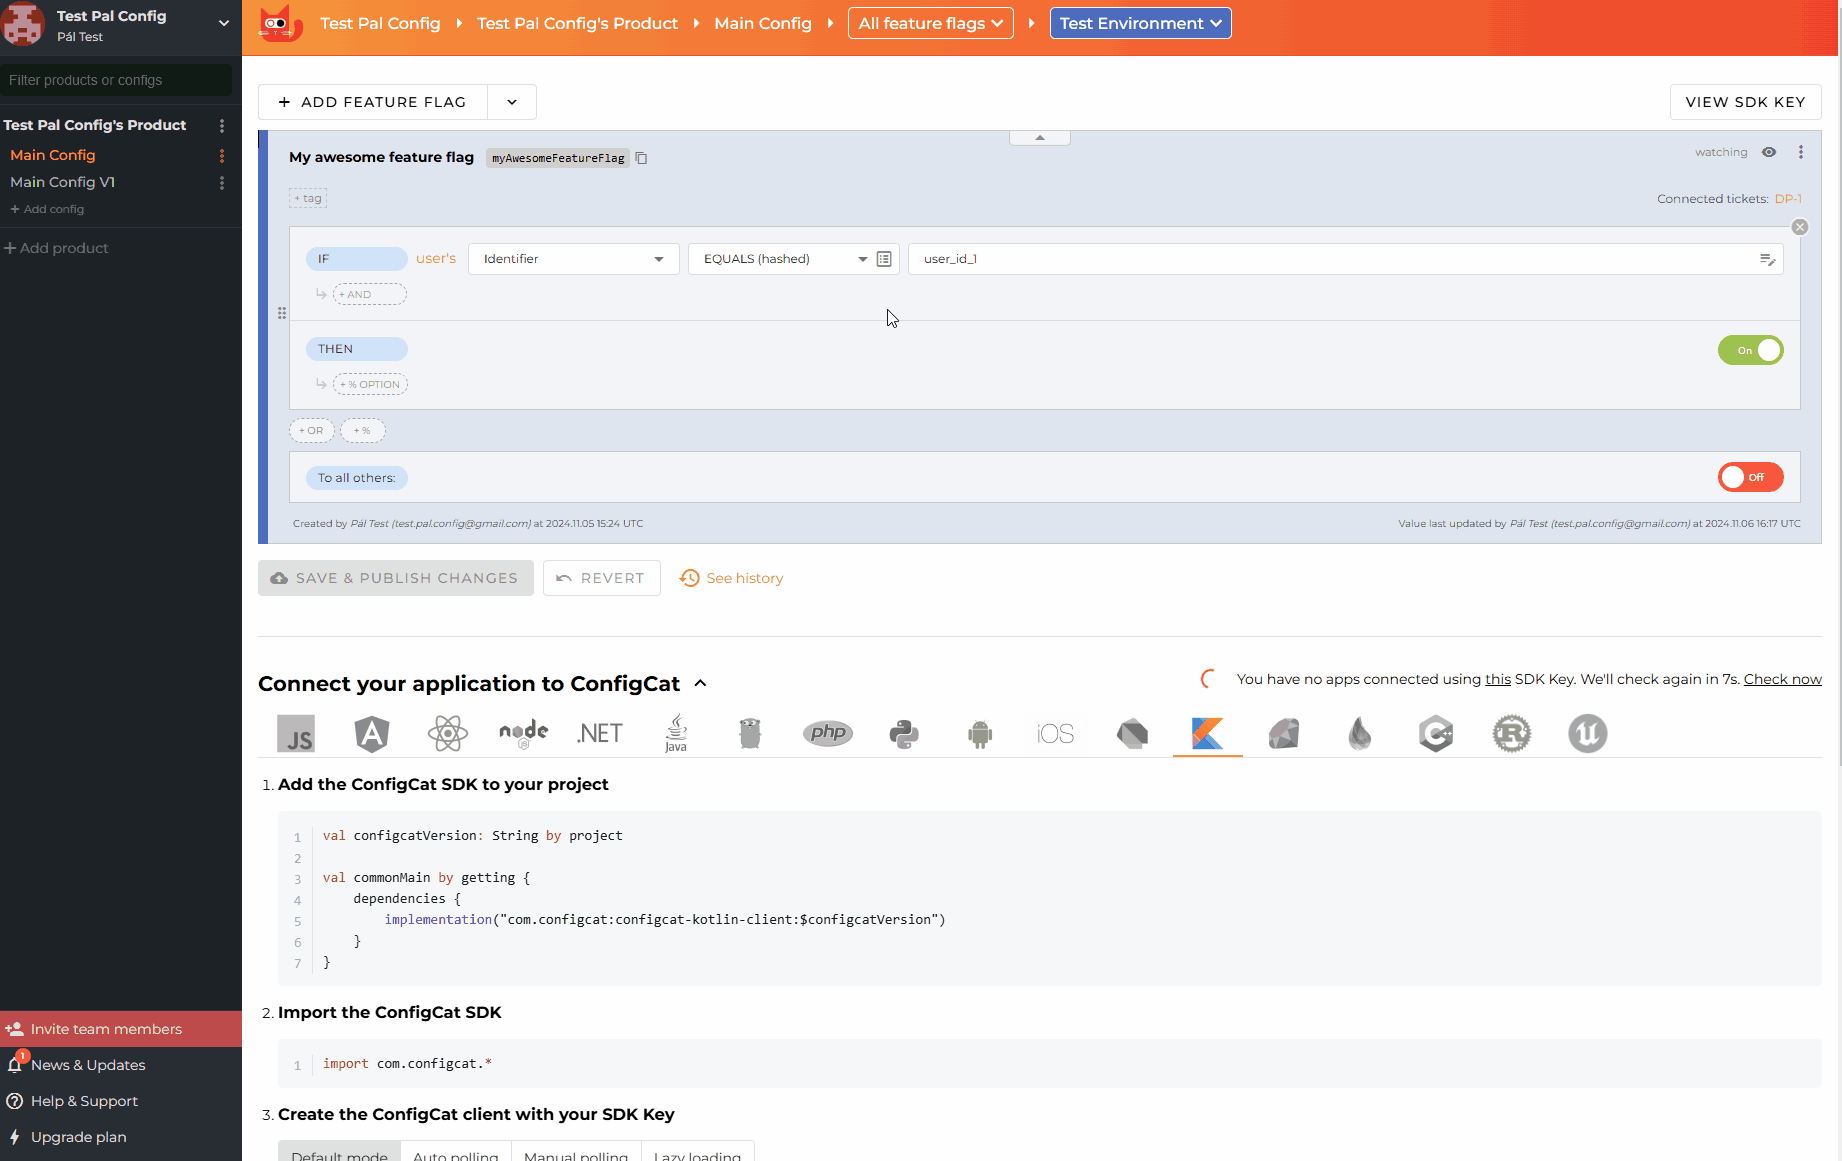 Test Pal Config
Pál Test
Filter products or configs
Test Pal Config's Product
Main Config
Main Config V1
+ Add config
+ Add product
Invite team members
1
News & Updates
Help & Support
Upgrade plan
Test Pal Config
Test Pal Config's Product
Main Config
All feature flags
Test Environment
+ ADD FEATURE FLAG
VIEW SDK KEY
My awesome feature flag myAwesomeFeatureFlag
watching
+ tag
Connected tickets: DP-1
IF user's Identifier EQUALS (hashed) user_id_1
+ AND
THEN
On
+ % OPTION
+ OR + %
To all others:
Off
Created by Pál Test (test.pal.config@gmail.com) at 2024.11.05 15:24 UTC
Value last updated by Pál Test (test.pal.config@gmail.com) at 2024.11.06 16:17 UTC
SAVE & PUBLISH CHANGES
REVERT
See history
Connect your application to ConfigCat
You have no apps connected using this SDK Key. We'll check again in 7s. Check now
JS
A
node
JS
.NET
Java
php
iOS
C++
R
U
1. Add the ConfigCat SDK to your project
1 val configcatVersion: String by project
2
3 val commonMain by getting {
4 dependencies {
5 implementation("com.configcat:configcat-kotlin-client:$configcatVersion")
6 }
7 }
2. Import the ConfigCat SDK
1 import com.configcat.*
3. Create the ConfigCat client with your SDK Key
Default mode
Auto polling
Manual polling
Lazy loading